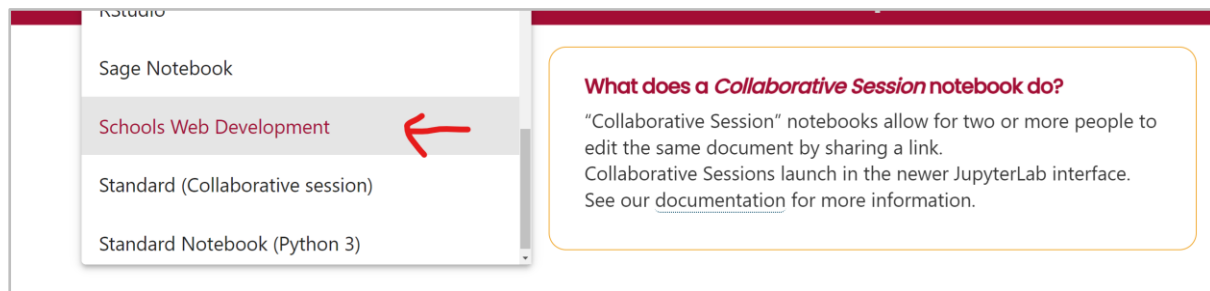 RStudio
Sage Notebook
Schools Web Development
Standard (Collaborative session)
Standard Notebook (Python 3)
What does a Collaborative Session notebook do?
“Collaborative Session” notebooks allow for two or more people to
edit the same document by sharing a link.
Collaborative Sessions launch in the newer JupyterLab interface.
See our documentation for more information.